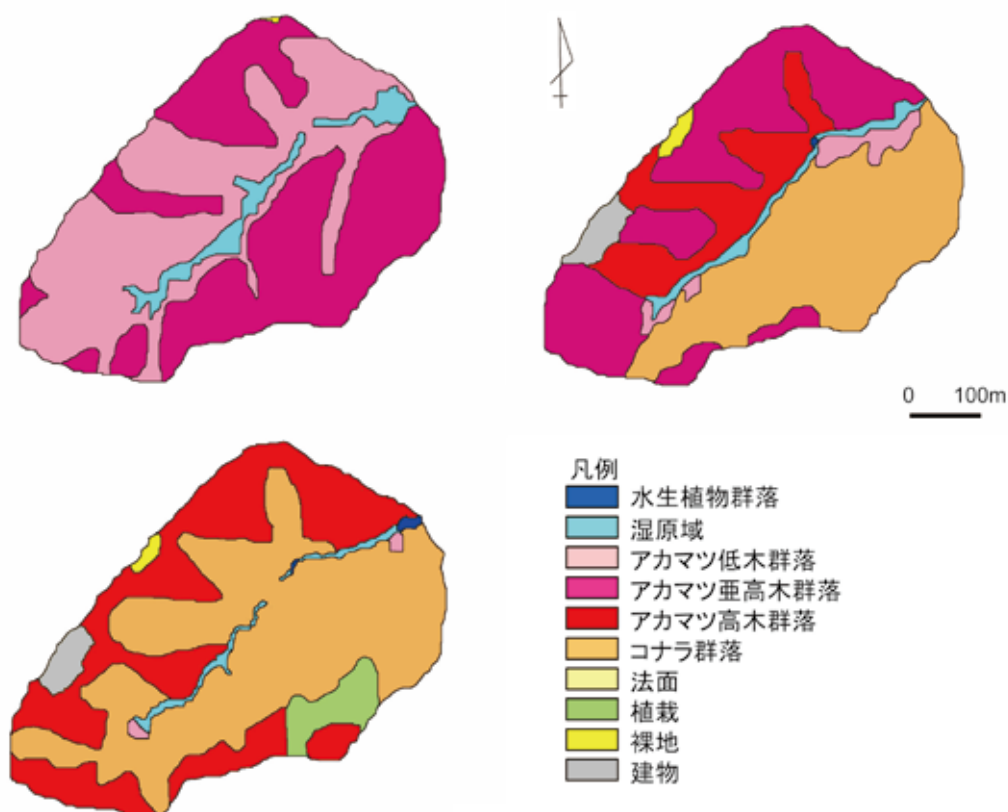 0 100m
凡例
水生植物群落
湿原域
アカマツ低木群落
アカマツ亜高木群落
アカマツ高木群落
コナラ群落
法面
植栽
裸地
建物